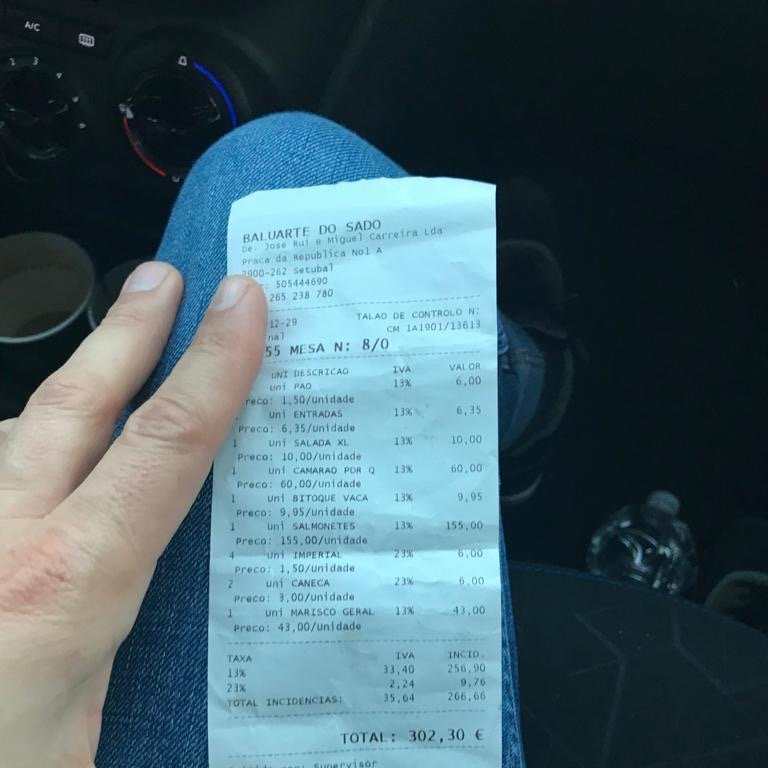 A/C
2 3 4
BALUARTE DO SADO
De: Jose Rui e Miguel Carreira Lda
Praca da Republica No1 A
2900-262 Setubal
: 505444690
265 238 780
12-29 TALAO DE CONTROLO N:
nal CM 1A1901/13613
55 MESA N: 8/0
UNI DESCRICAO IVA VALOR
uni PAO 13% 6,00
reco: 1,50/unidade
uni ENTRADAS 13% 6,35
Preco: 6,35/unidade
1 uni SALADA XL 13% 10,00
Preco: 10,00/unidade
1 uni CAMARAO POR Q 13% 60,00
Preco: 60,00/unidade
1 uni BITOQUE VACA 13% 9,95
Preco: 9,95/unidade
1 uni SALMONETES 13% 155,00
Preco: 155,00/unidade
4 uni IMPERIAL 23% 6,00
Preco: 1,50/unidade
2 uni CANECA 23% 6,00
Preco: 3,00/unidade
1 uni MARISCO GERAL 13% 43,00
Preco: 43,00/unidade
TAXA IVA INCID.
13% 33,40 256,90
23% 2,24 9,76
TOTAL INCIDENCIAS: 35,64 266,66
TOTAL: 302,30 €
Supervisor